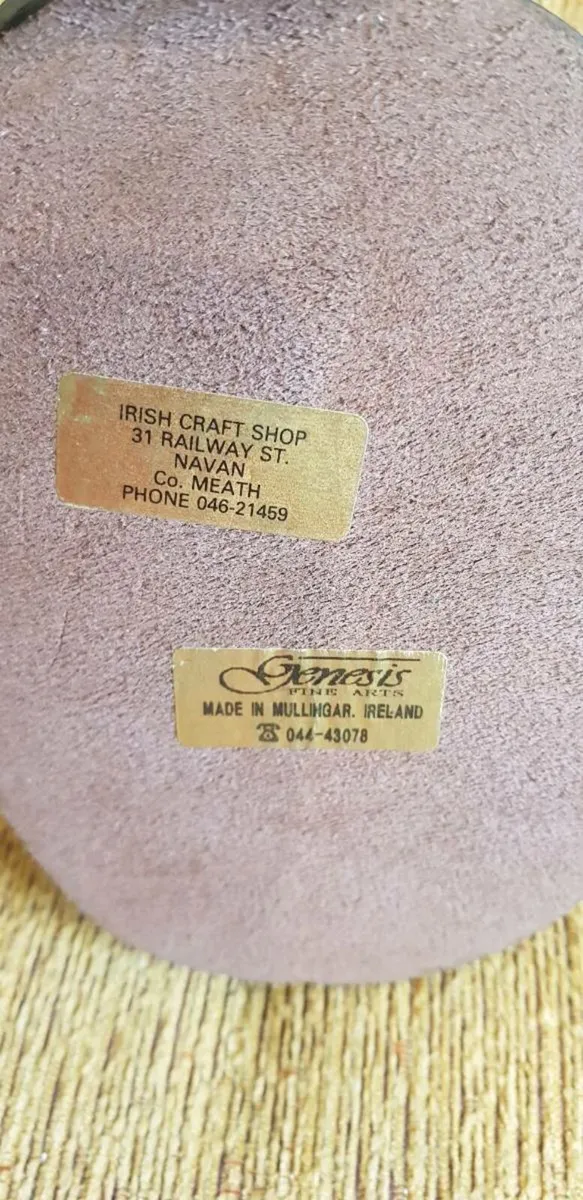 IRISH CRAFT SHOP
31 RAILWAY ST.
NAVAN
Co. MEATH
PHONE 046-21459
Genesis
FINE ARTS
MADE IN MULLINGAR. IRELAND
☎ 044-43078